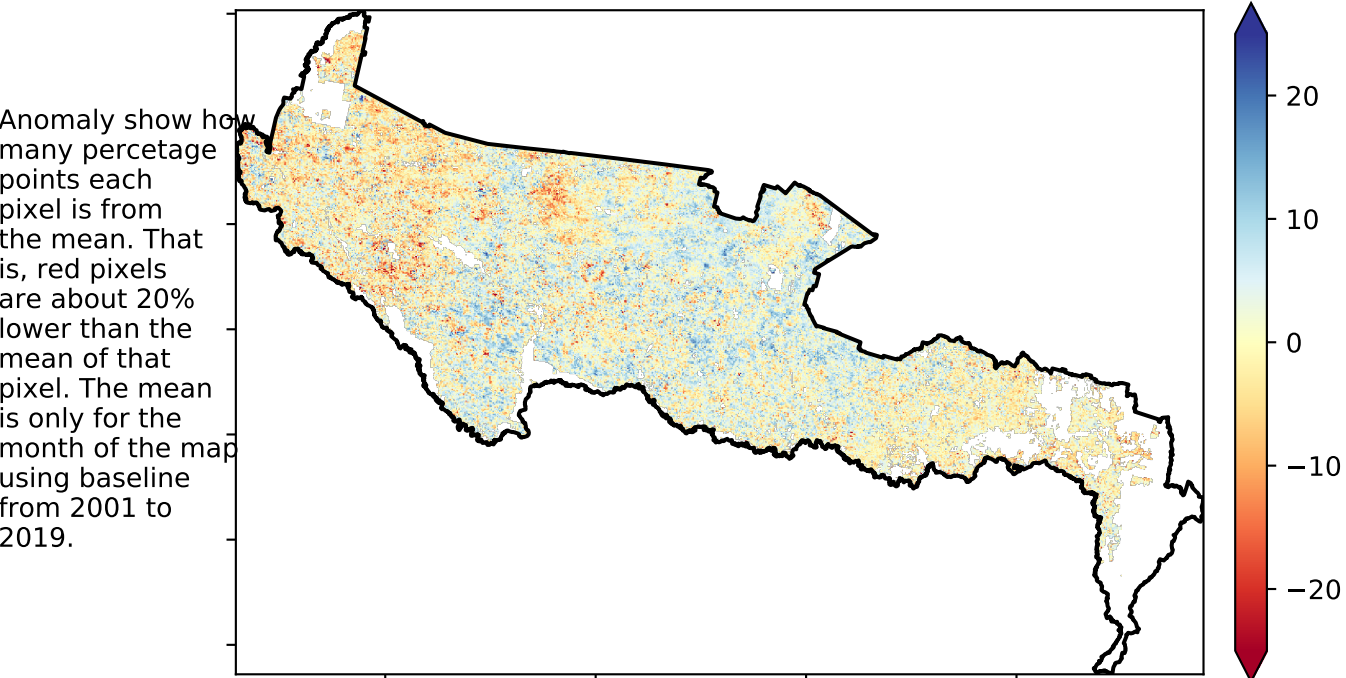 Anomaly show how
many percetage
points each
pixel is from
the mean. That
is, red pixels
are about 20%
lower than the
mean of that
pixel. The mean
is only for the
month of the map
using baseline
from 2001 to
2019.
20
10
0
−10
−20